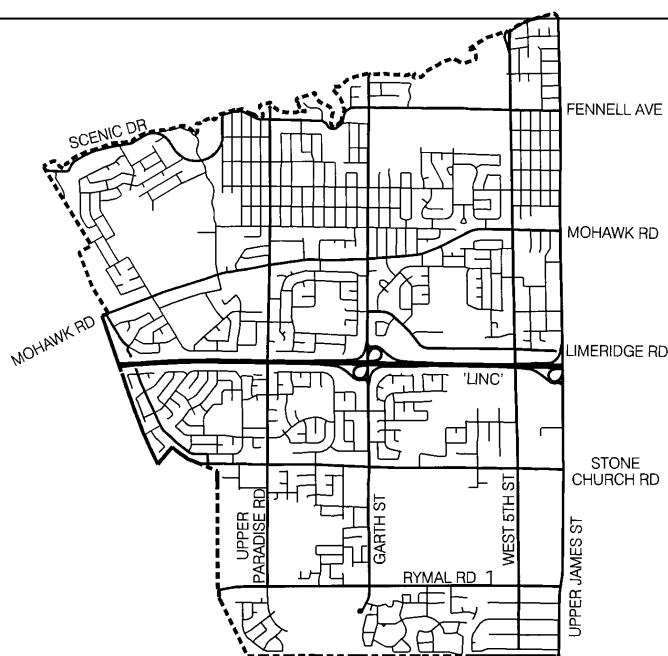 SCENIC DR
FENNELL AVE
MOHAWK RD
MOHAWK RD
LIMERIDGE RD
'LINC'
STONE
CHURCH RD
UPPER
PARADISE RD
GARTH ST
WEST 5TH ST
UPPER JAMES ST
RYMAL RD